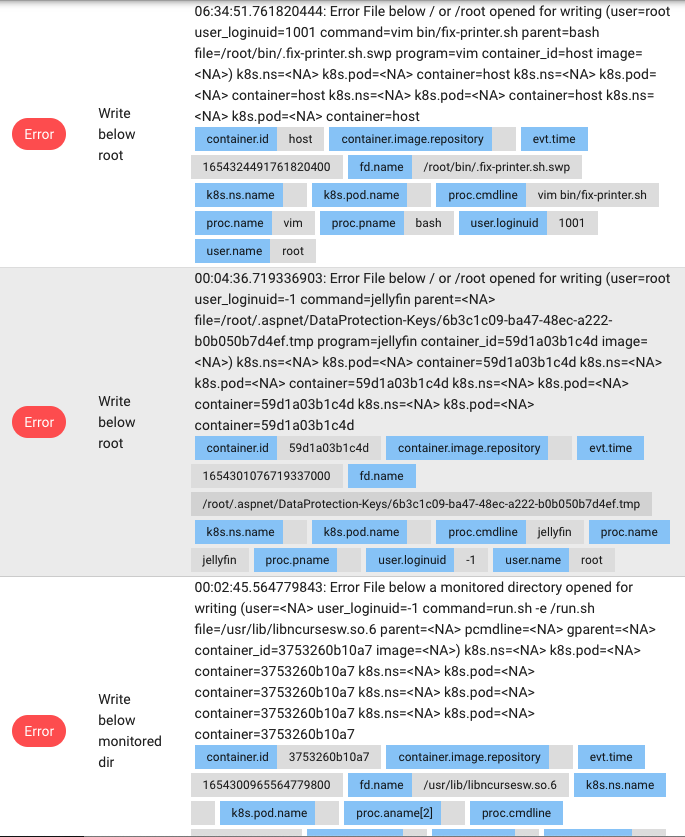 06:34:51.761820444: Error File below / or /root opened for writing (user=root
user_loginuid=1001 command=vim bin/fix-printer.sh parent=bash
file=/root/bin/.fix-printer.sh.swp program=vim container_id=host image=
<NA>) k8s.ns=<NA> k8s.pod=<NA> container=host k8s.ns=<NA> k8s.pod=
<NA> container=host k8s.ns=<NA> k8s.pod=<NA> container=host k8s.ns=
<NA> k8s.pod=<NA> container=host
Error
Write
below
root
container.id host container.image.repository evt.time
1654324491761820400 fd.name /root/bin/.fix-printer.sh.swp
k8s.ns.name k8s.pod.name proc.cmdline vim bin/fix-printer.sh
proc.name vim proc.pname bash user.loginuid 1001
user.name root
00:04:36.719336903: Error File below / or /root opened for writing (user=root
user_loginuid=-1 command=jellyfin parent=<NA>
file=/root/.aspnet/DataProtection-Keys/6b3c1c09-ba47-48ec-a222-
b0b050b7d4ef.tmp program=jellyfin container_id=59d1a03b1c4d image=
<NA>) k8s.ns=<NA> k8s.pod=<NA> container=59d1a03b1c4d k8s.ns=<NA>
k8s.pod=<NA> container=59d1a03b1c4d k8s.ns=<NA> k8s.pod=<NA>
container=59d1a03b1c4d k8s.ns=<NA> k8s.pod=<NA>
container=59d1a03b1c4d
Error
Write
below
root
container.id 59d1a03b1c4d container.image.repository evt.time
1654301076719337000 fd.name
/root/.aspnet/DataProtection-Keys/6b3c1c09-ba47-48ec-a222-b0b050b7d4ef.tmp
k8s.ns.name k8s.pod.name proc.cmdline jellyfin proc.name
jellyfin proc.pname user.loginuid -1 user.name root
00:02:45.564779843: Error File below a monitored directory opened for
writing (user=<NA> user_loginuid=-1 command=run.sh -e /run.sh
file=/usr/lib/libncursesw.so.6 parent=<NA> pcmdline=<NA> gparent=<NA>
container_id=3753260b10a7 image=<NA>) k8s.ns=<NA> k8s.pod=<NA>
container=3753260b10a7 k8s.ns=<NA> k8s.pod=<NA>
container=3753260b10a7 k8s.ns=<NA> k8s.pod=<NA>
container=3753260b10a7 k8s.ns=<NA> k8s.pod=<NA>
container=3753260b10a7
Error
Write
below
monitored
dir
container.id 3753260b10a7 container.image.repository evt.time
1654300965564779800 fd.name /usr/lib/libncursesw.so.6 k8s.ns.name
k8s.pod.name proc.aname[2] proc.cmdline